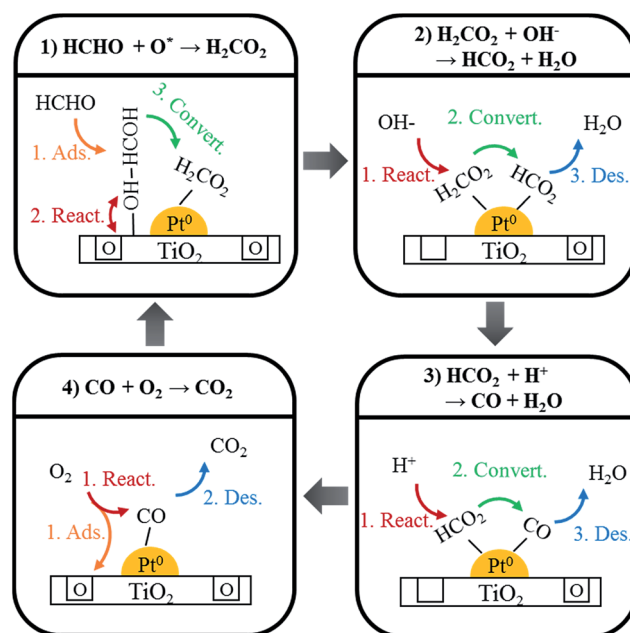 1) HCHO + O* → H₂CO₂
HCHO
1. Ads.
OH-HCOH
3. Convert.
H₂CO₂
2. React.
Pt⁰
O
TiO₂
O
2) H₂CO₂ + OH⁻
→ HCO₂ + H₂O
OH-
2. Convert.
H₂O
1. React.
H₂CO₂
HCO₂
3. Des.
Pt⁰
TiO₂
O
4) CO + O₂ → CO₂
CO₂
O₂
1. React.
2. Des.
CO
1. Ads.
Pt⁰
O
TiO₂
O
3) HCO₂ + H⁺
→ CO + H₂O
H⁺
2. Convert.
H₂O
1. React.
HCO₂
CO
3. Des.
Pt⁰
TiO₂
O